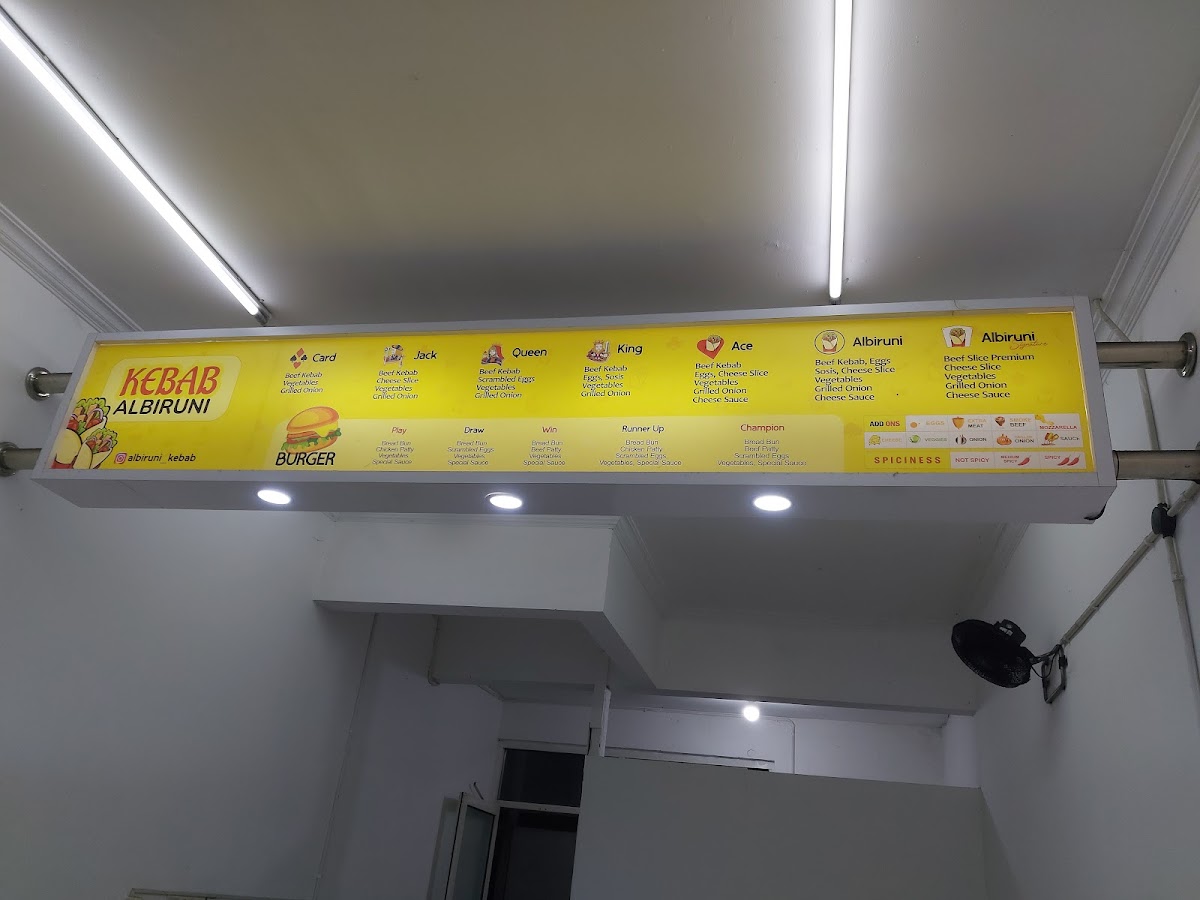 KEBAB
ALBIRUNI
albiruni_kebab
Card
Beef Kebab
Vegetables
Grilled Onion
Jack
Beef Kebab
Cheese Slice
Vegetables
Grilled Onion
Queen
Beef Kebab
Scrambled Eggs
Vegetables
Grilled Onion
King
Beef Kebab
Eggs, Sosis
Vegetables
Grilled Onion
Ace
Beef Kebab
Eggs, Cheese Slice
Vegetables
Grilled Onion
Cheese Sauce
Albiruni
Beef Kebab, Eggs
Sosis, Cheese Slice
Vegetables
Grilled Onion
Cheese Sauce
Albiruni
Beef Slice Premium
Cheese Slice
Vegetables
Grilled Onion
Cheese Sauce
BURGER
Play
Bread Bun
Chicken Patty
Vegetables
Special Sauce
Draw
Bread Bun
Scrambled Eggs
Vegetables
Special Sauce
Win
Bread Bun
Beef Patty
Vegetables
Special Sauce
Runner Up
Bread Bun
Chicken Patty
Scrambled Eggs
Vegetables, Special Sauce
Champion
Bread Bun
Beef Patty
Scrambled Eggs
Vegetables, Special Sauce
ADD ONS
EGGS
MEAT
BEEF
MOZZARELLA
VEGGIES
ONION
ONION
SAUCE
SPICINESS
NOT SPICY
MEDIUM
SPICY
SPICY